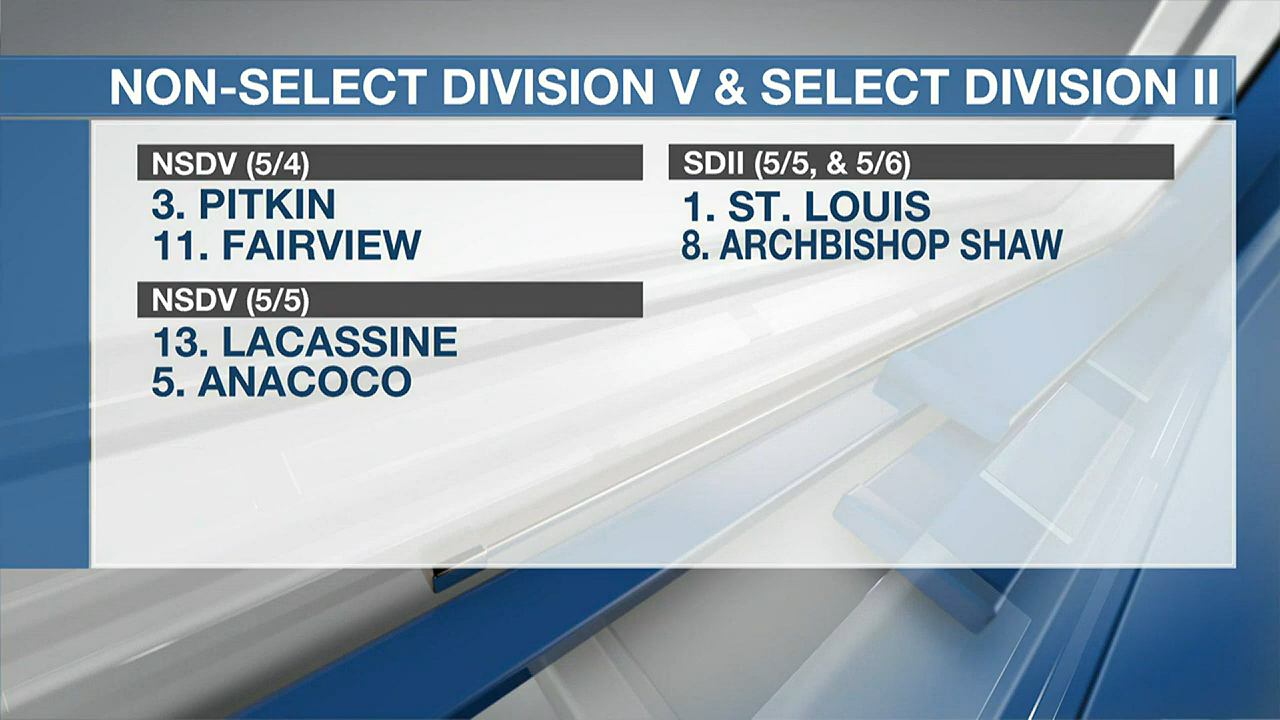 NON-SELECT DIVISION V & SELECT DIVISION II
NSDV (5/4)
3. PITKIN
11. FAIRVIEW
NSDV (5/5)
13. LACASSINE
5. ANACOCO
SDII (5/5, & 5/6)
1. ST. LOUIS
8. ARCHBISHOP SHAW